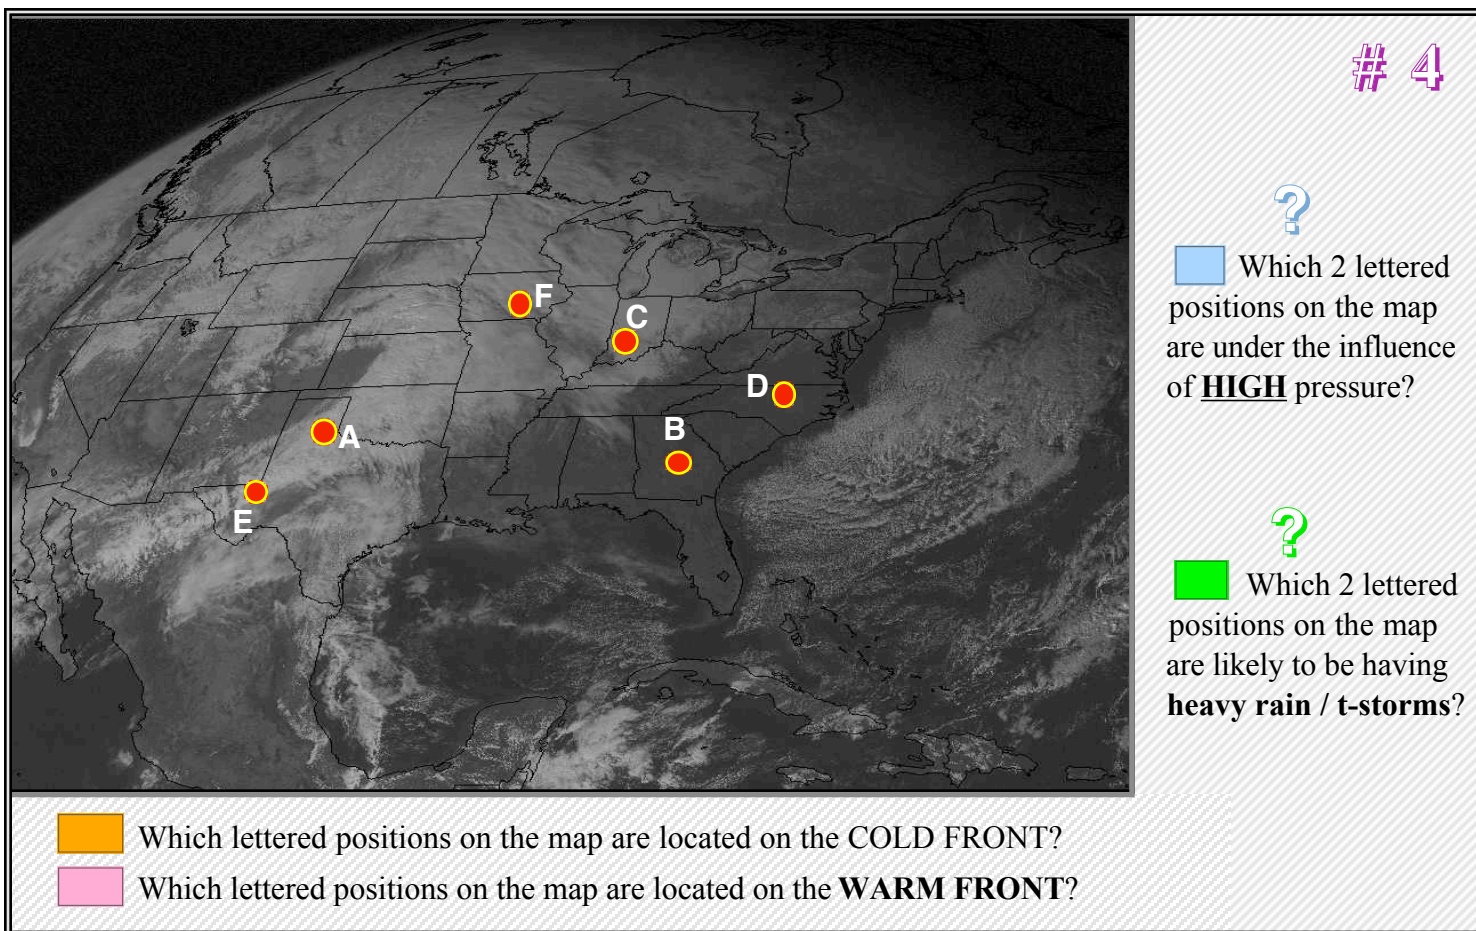 # 4
F
C
D
B
A
E
?
Which 2 lettered
positions on the map
are under the influence
of HIGH pressure?
?
Which 2 lettered
positions on the map
are likely to be having
heavy rain / t-storms?
Which lettered positions on the map are located on the COLD FRONT?
Which lettered positions on the map are located on the WARM FRONT?